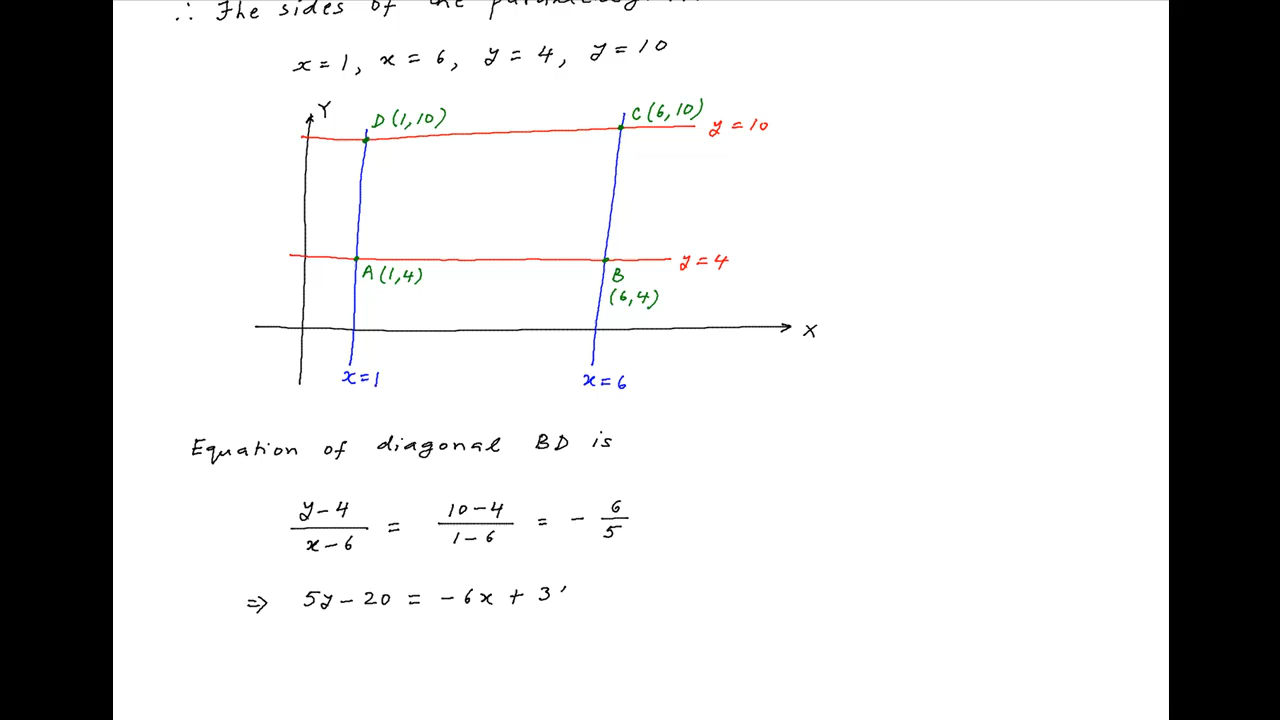 ∴ The sides of the
x = 1, x = 6, y = 4, y = 10
Y
D (1, 10)
C (6, 10)
y = 10
A (1, 4)
B
(6, 4)
y = 4
X
x = 1
x = 6
Equation of diagonal BD is
y − 4 / x − 6 = 10 − 4 / 1 − 6 = − 6 / 5
⇒ 5y − 20 = − 6x + 3